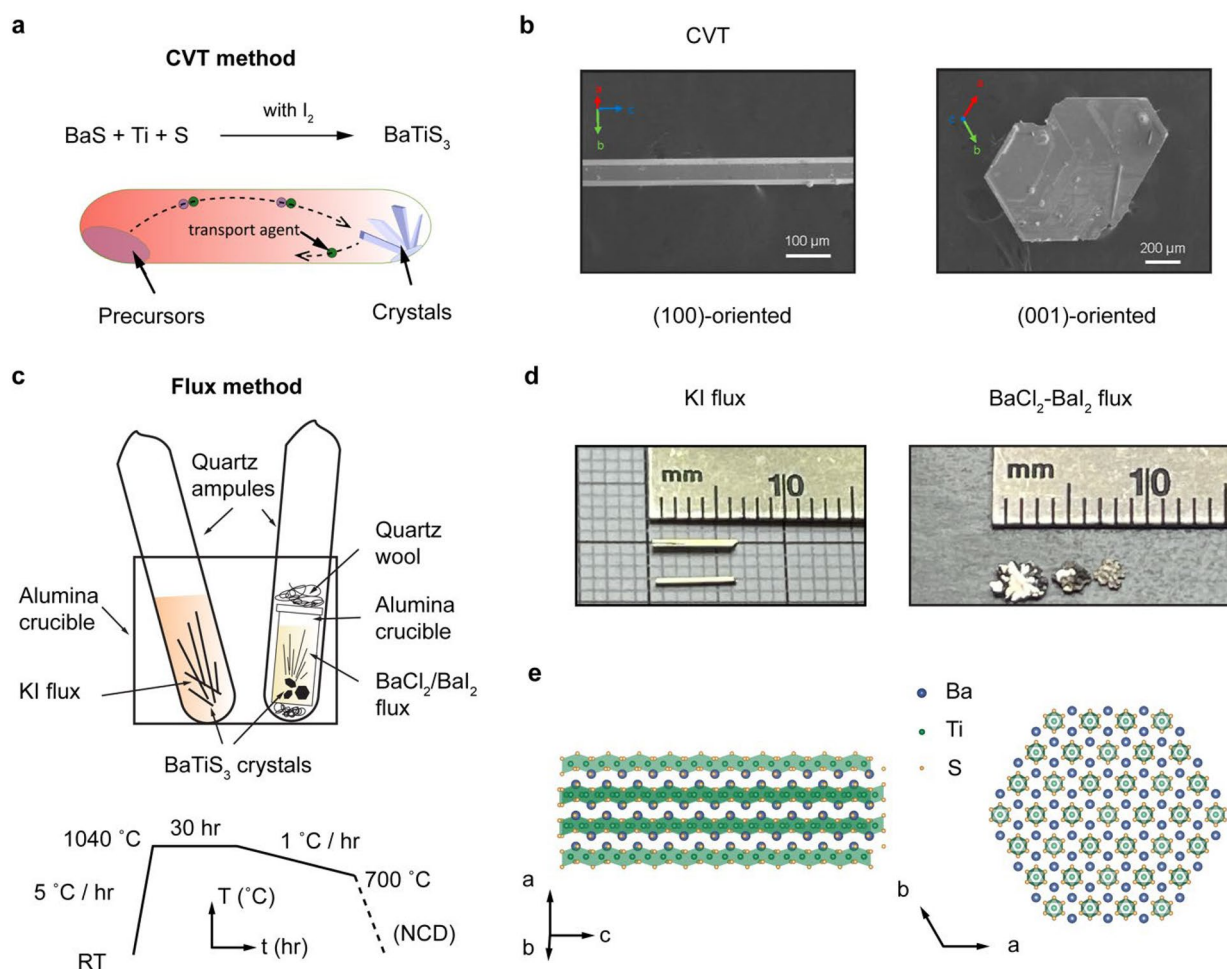 a
CVT method
BaS + Ti + S
with I₂
BaTiS₃
transport agent
Precursors
Crystals
b
CVT
a
c
b
100 µm
(100)-oriented
a
c
b
200 µm
(001)-oriented
c
Flux method
Quartz
ampules
Quartz
wool
Alumina
crucible
Alumina
crucible
KI flux
BaCl₂/BaI₂
flux
BaTiS₃ crystals
1040 ˚C
30 hr
1 ˚C / hr
5 ˚C / hr
700 ˚C
T (˚C)
(NCD)
t (hr)
RT
d
KI flux
mm
10
BaCl₂-BaI₂ flux
mm
10
e
Ba
Ti
S
a
b
c
b
a